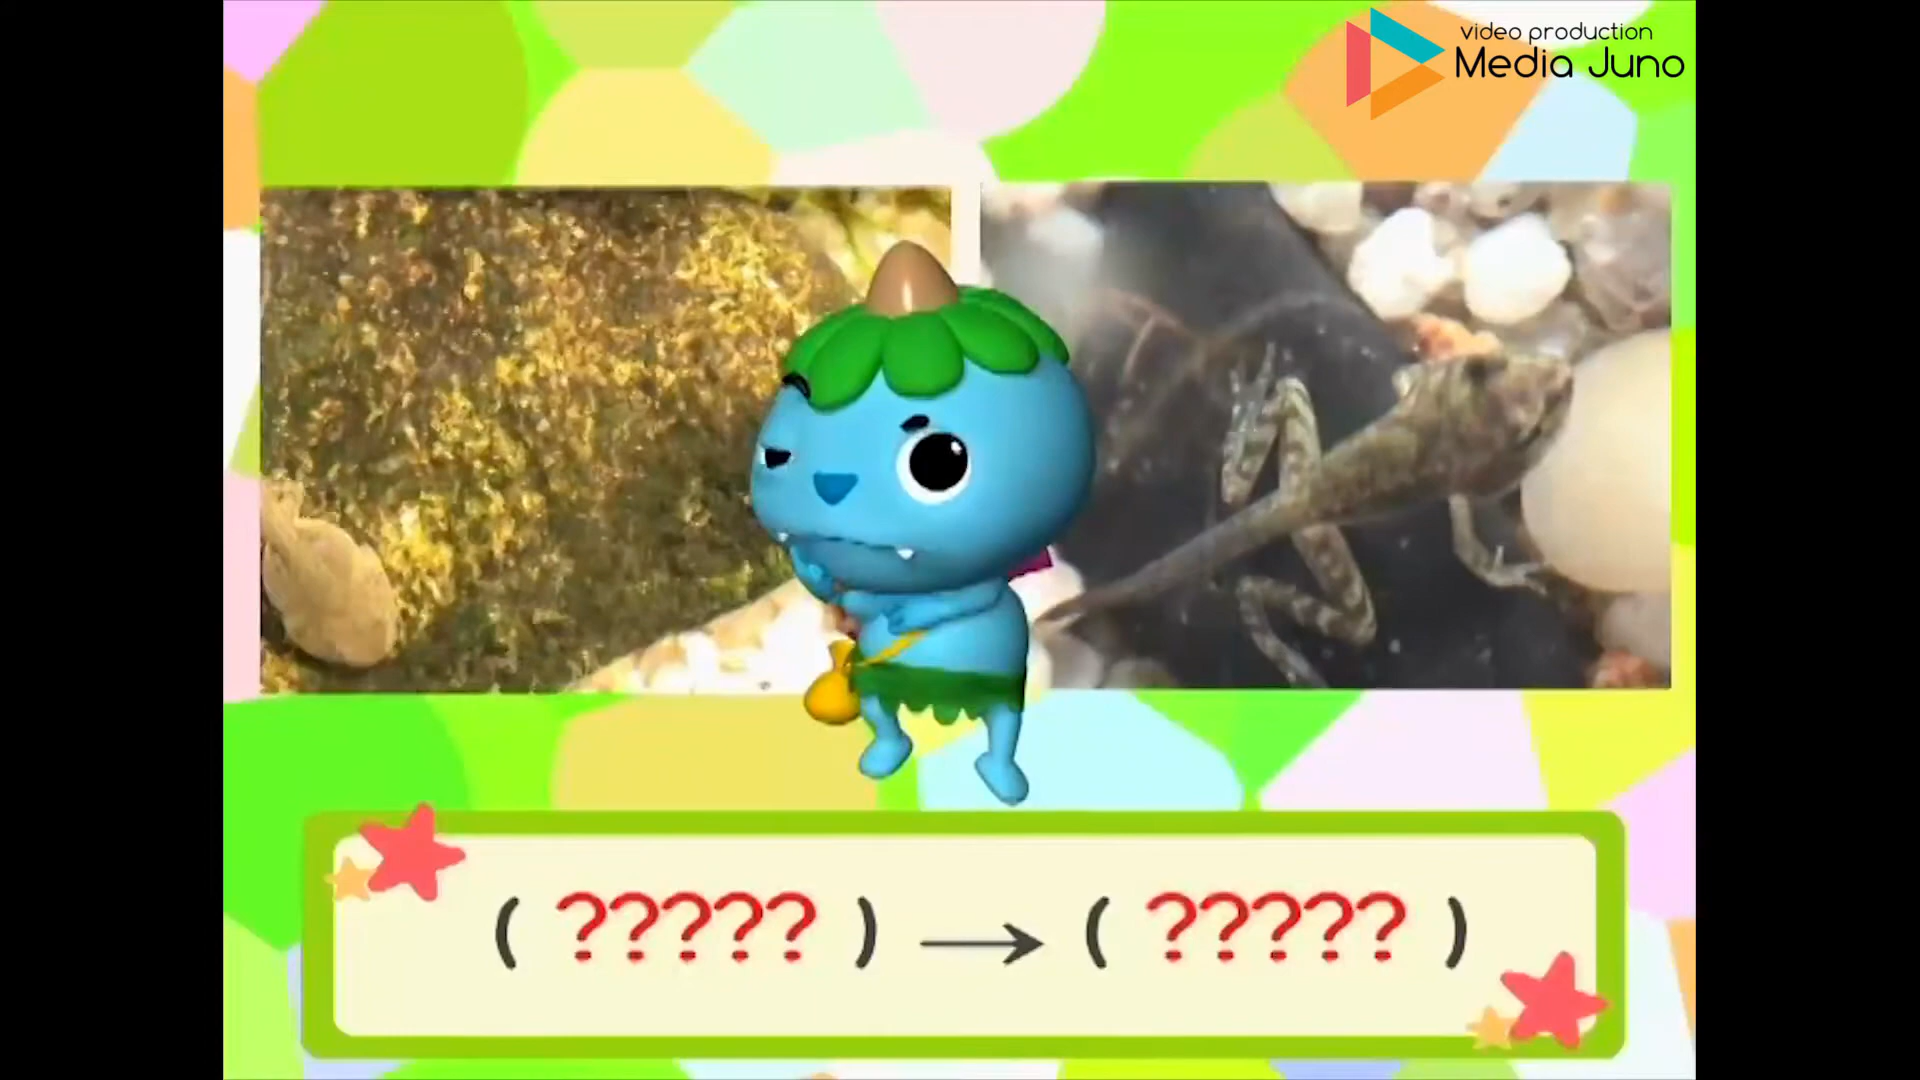 video production
Media Juno
( ????? ) → ( ????? )